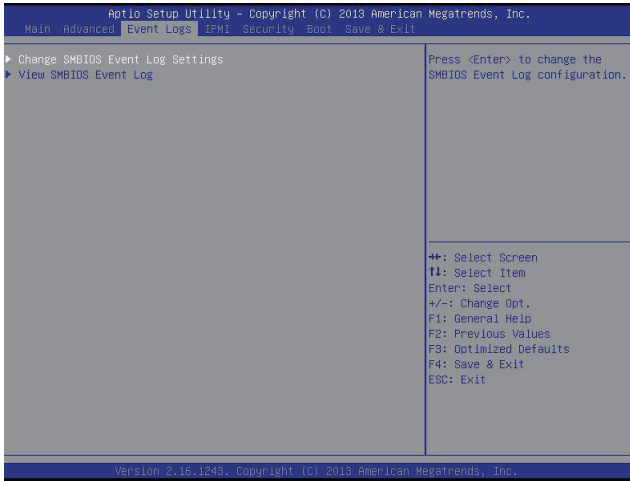 Aptio Setup Utility – Copyright (C) 2013 American Megatrends, Inc.
Main Advanced Event Logs IPMI Security Boot Save & Exit
▶ Change SMBIOS Event Log Settings
▶ View SMBIOS Event Log
Press <Enter> to change the
SMBIOS Event Log configuration.
→←: Select Screen
↑↓: Select Item
Enter: Select
+/-: Change Opt.
F1: General Help
F2: Previous Values
F3: Optimized Defaults
F4: Save & Exit
ESC: Exit
Version 2.16.1243. Copyright (C) 2013 American Megatrends, Inc.